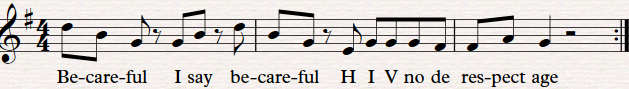 Be-care-ful I say be-care-ful H I V no de res-pect age